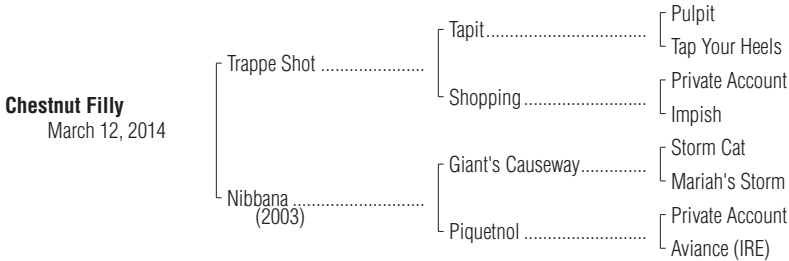 Pulpit
Tapit................................
Tap Your Heels
Trappe Shot .....................
Private Account
Shopping........................
Impish
Chestnut Filly
March 12, 2014
Storm Cat
Giant's Causeway.............
Mariah's Storm
Nibbana ...........................
(2003)
Private Account
Piquetnol ........................
Aviance (IRE)